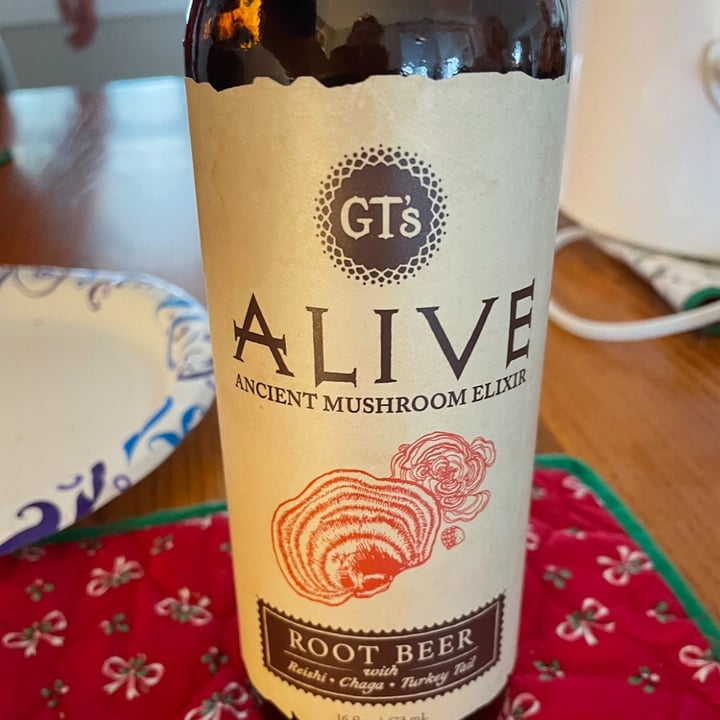 GT's
ALIVE
ANCIENT MUSHROOM ELIXIR
ROOT BEER
with
Reishi • Chaga • Turkey Tail